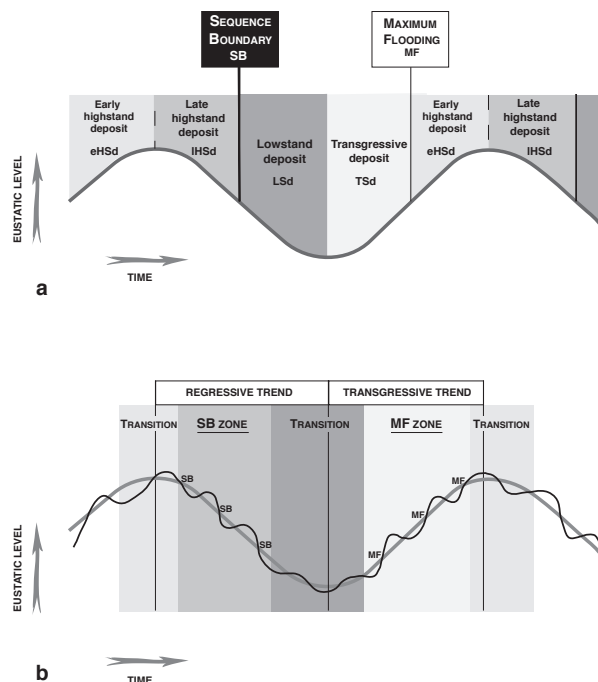 SEQUENCE
BOUNDARY
SB
MAXIMUM
FLOODING
MF
Early
highstand
deposit
eHSd
Late
highstand
deposit
lHSd
Lowstand
deposit
LSd
Transgressive
deposit
TSd
Early
highstand
deposit
eHSd
Late
highstand
deposit
lHSd
EUSTATIC LEVEL
TIME
a
REGRESSIVE TREND
TRANSGRESSIVE TREND
TRANSITION
SB ZONE
TRANSITION
MF ZONE
TRANSITION
SB
SB
SB
MF
MF
MF
EUSTATIC LEVEL
TIME
b